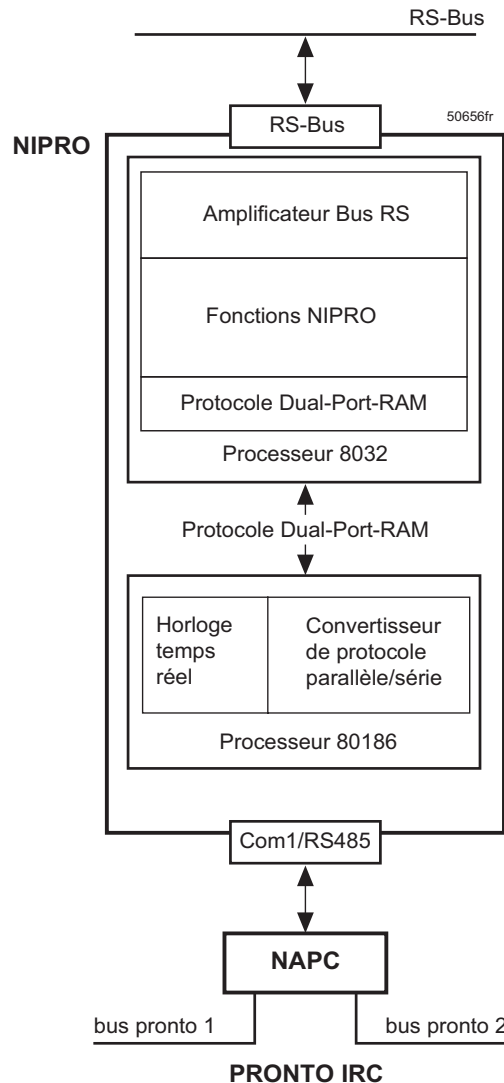 RS-Bus
50656fr
RS-Bus
NIPRO
Amplificateur Bus RS
Fonctions NIPRO
Protocole Dual-Port-RAM
Processeur 8032
Protocole Dual-Port-RAM
Horloge
temps
réel
Convertisseur
de protocole
parallèle/série
Processeur 80186
Com1/RS485
NAPC
bus pronto 1
bus pronto 2
PRONTO IRC